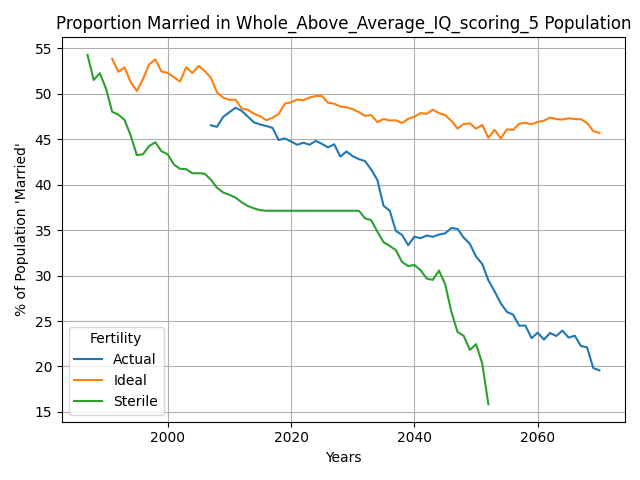 Proportion Married in Whole_Above_Average_IQ_scoring_5 Population
% of Population 'Married'
55
50
45
40
35
30
25
20
15
Fertility
Actual
Ideal
Sterile
2000 2020 2040 2060
Years